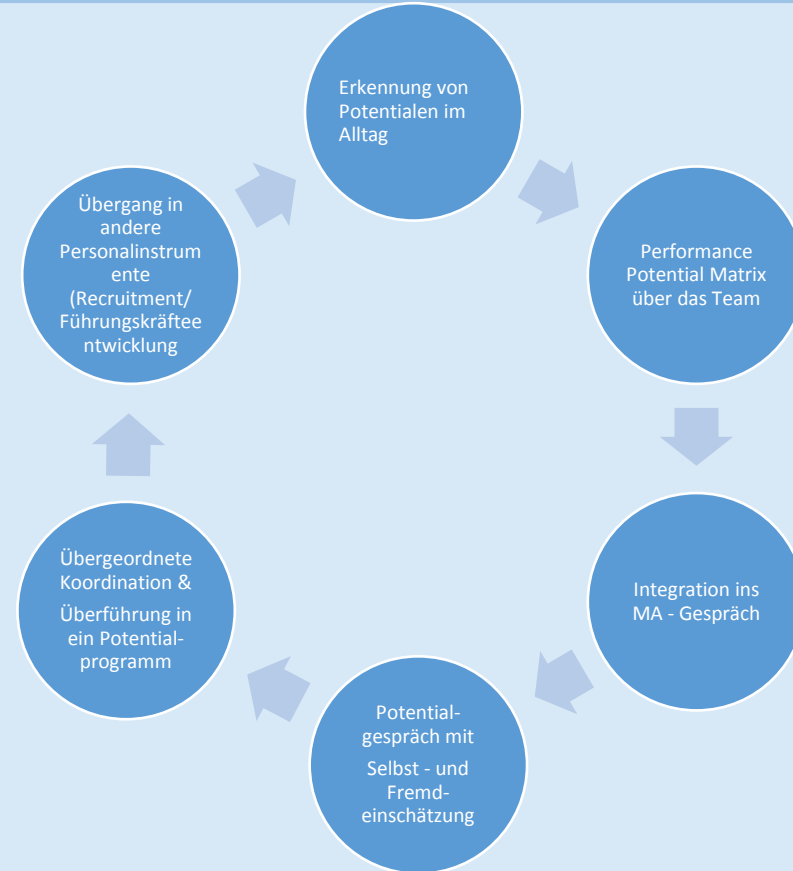 Erkennung von
Potentialen im
Alltag
Performance
Potential Matrix
über das Team
Integration ins
MA - Gespräch
Potential-
gespräch mit
Selbst - und
Fremd-
einschätzung
Übergeordnete
Koordination &
Überführung in
ein Potential-
programm
Übergang in
andere
Personalinstrum
ente
(Recruitment/
Führungskräftee
ntwicklung